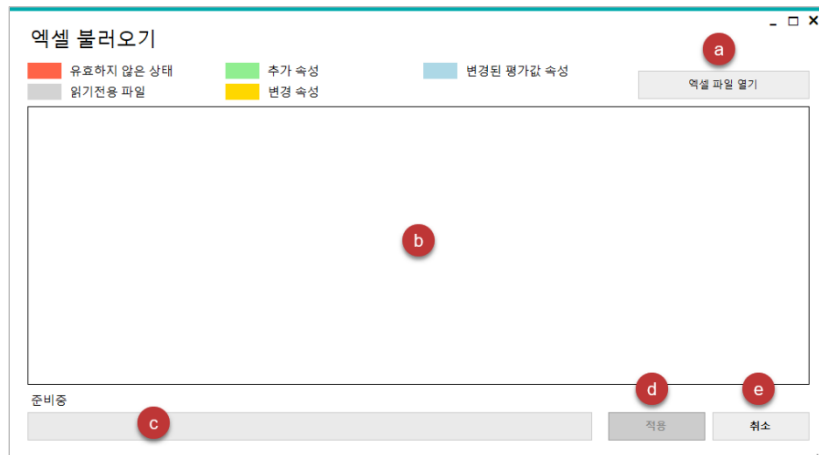 엑셀 불러오기
a
유효하지 않은 상태 추가 속성 변경된 평가값 속성
읽기전용 파일 변경 속성
엑셀 파일 열기
b
준비중
c
d
e
적용 취소